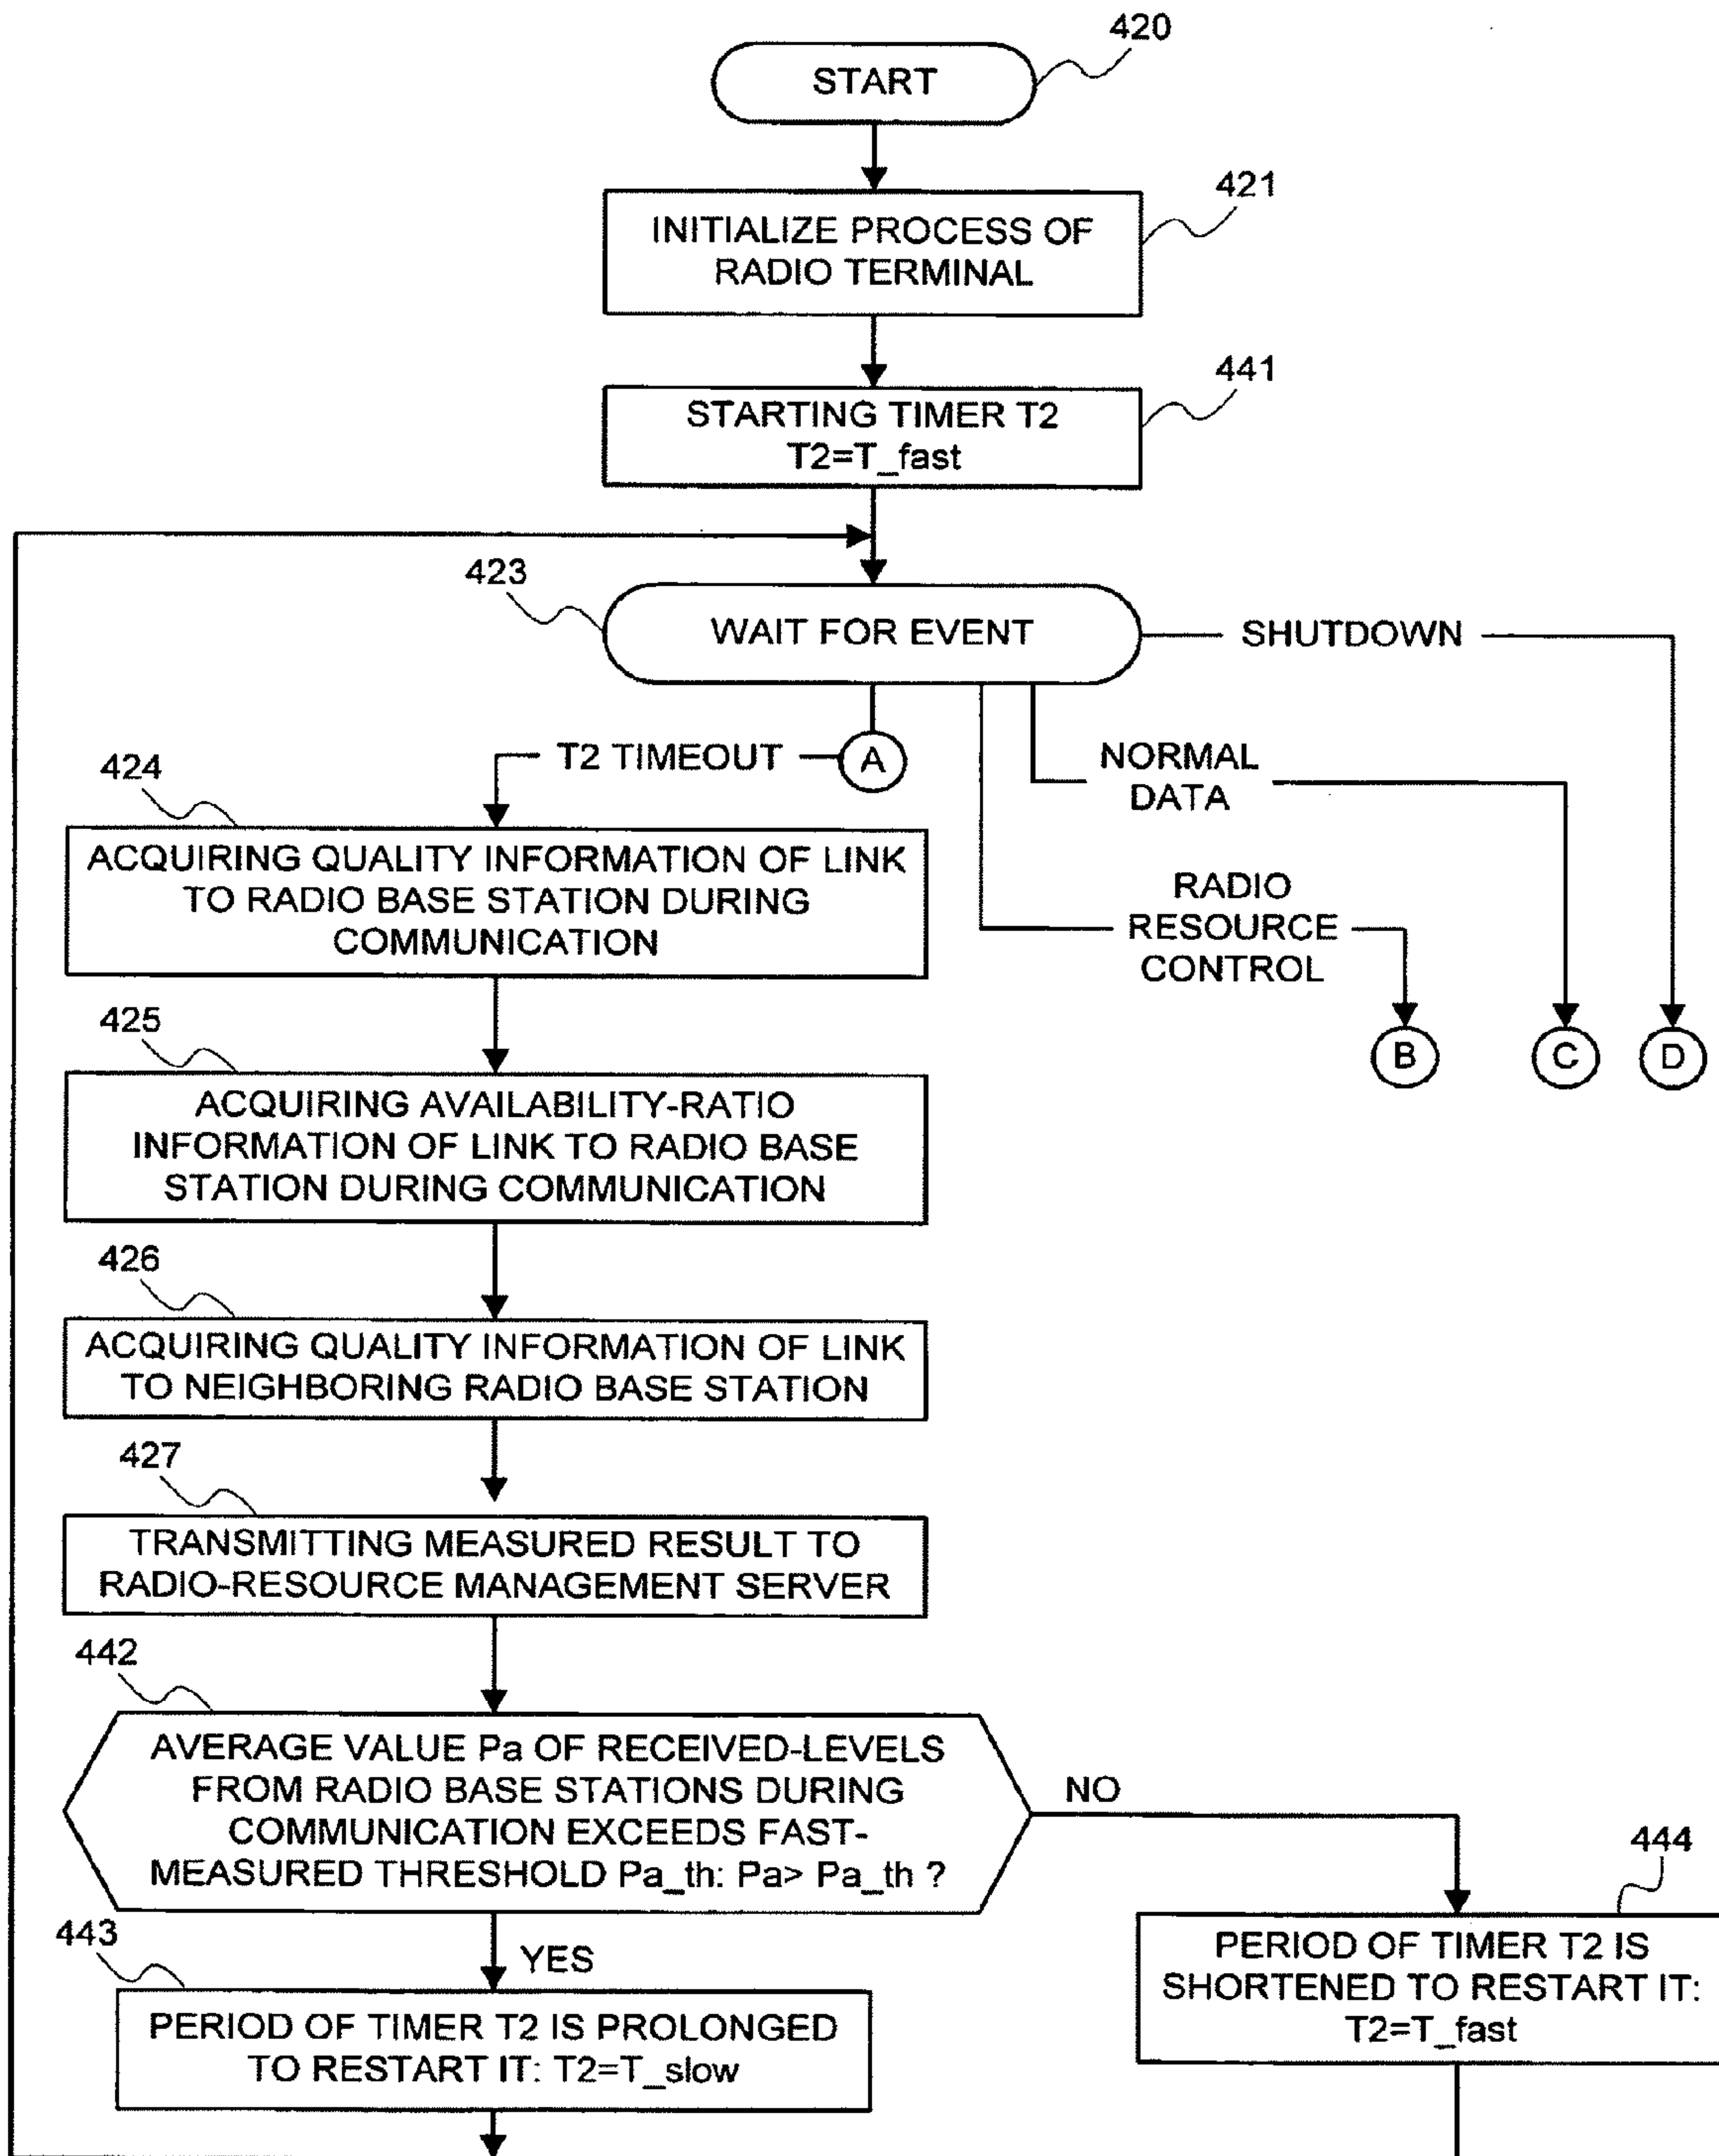 420
START
421
INITIALIZE PROCESS OF
RADIO TERMINAL
441
STARTING TIMER T2
T2=T_fast
423
WAIT FOR EVENT
SHUTDOWN
T2 TIMEOUT
A
NORMAL
DATA
RADIO
RESOURCE
CONTROL
B
C
D
424
ACQUIRING QUALITY INFORMATION OF LINK
TO RADIO BASE STATION DURING
COMMUNICATION
425
ACQUIRING AVAILABILITY-RATIO
INFORMATION OF LINK TO RADIO BASE
STATION DURING COMMUNICATION
426
ACQUIRING QUALITY INFORMATION OF LINK
TO NEIGHBORING RADIO BASE STATION
427
TRANSMITTING MEASURED RESULT TO
RADIO-RESOURCE MANAGEMENT SERVER
442
AVERAGE VALUE Pa OF RECEIVED-LEVELS
FROM RADIO BASE STATIONS DURING
COMMUNICATION EXCEEDS FAST-
MEASURED THRESHOLD Pa_th: Pa> Pa_th ?
NO
YES
443
PERIOD OF TIMER T2 IS PROLONGED
TO RESTART IT: T2=T_slow
444
PERIOD OF TIMER T2 IS
SHORTENED TO RESTART IT:
T2=T_fast